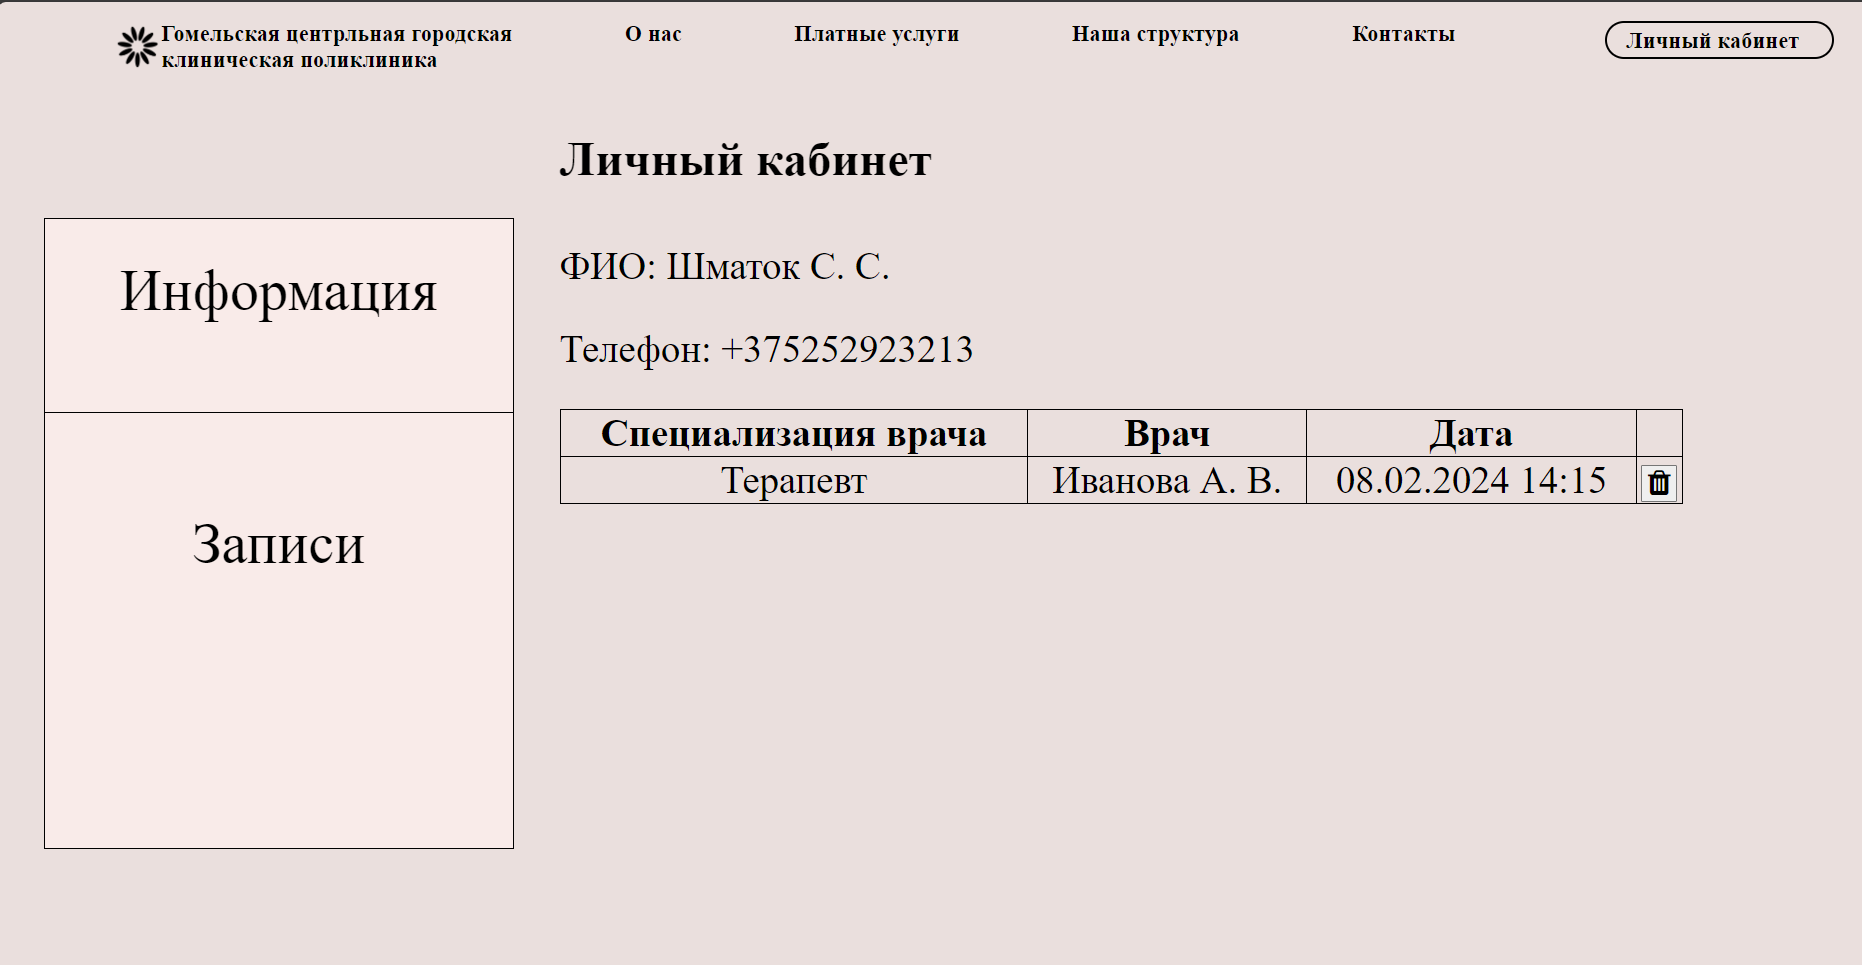 Гомельская центрльная городская
клиническая поликлиника
О нас
Платные услуги
Наша структура
Контакты
Личный кабинет
Личный кабинет
Информация
Записи
ФИО: Шматок С. С.
Телефон: +375252923213
Специализация врача Врач Дата
Терапевт Иванова А. В. 08.02.2024 14:15